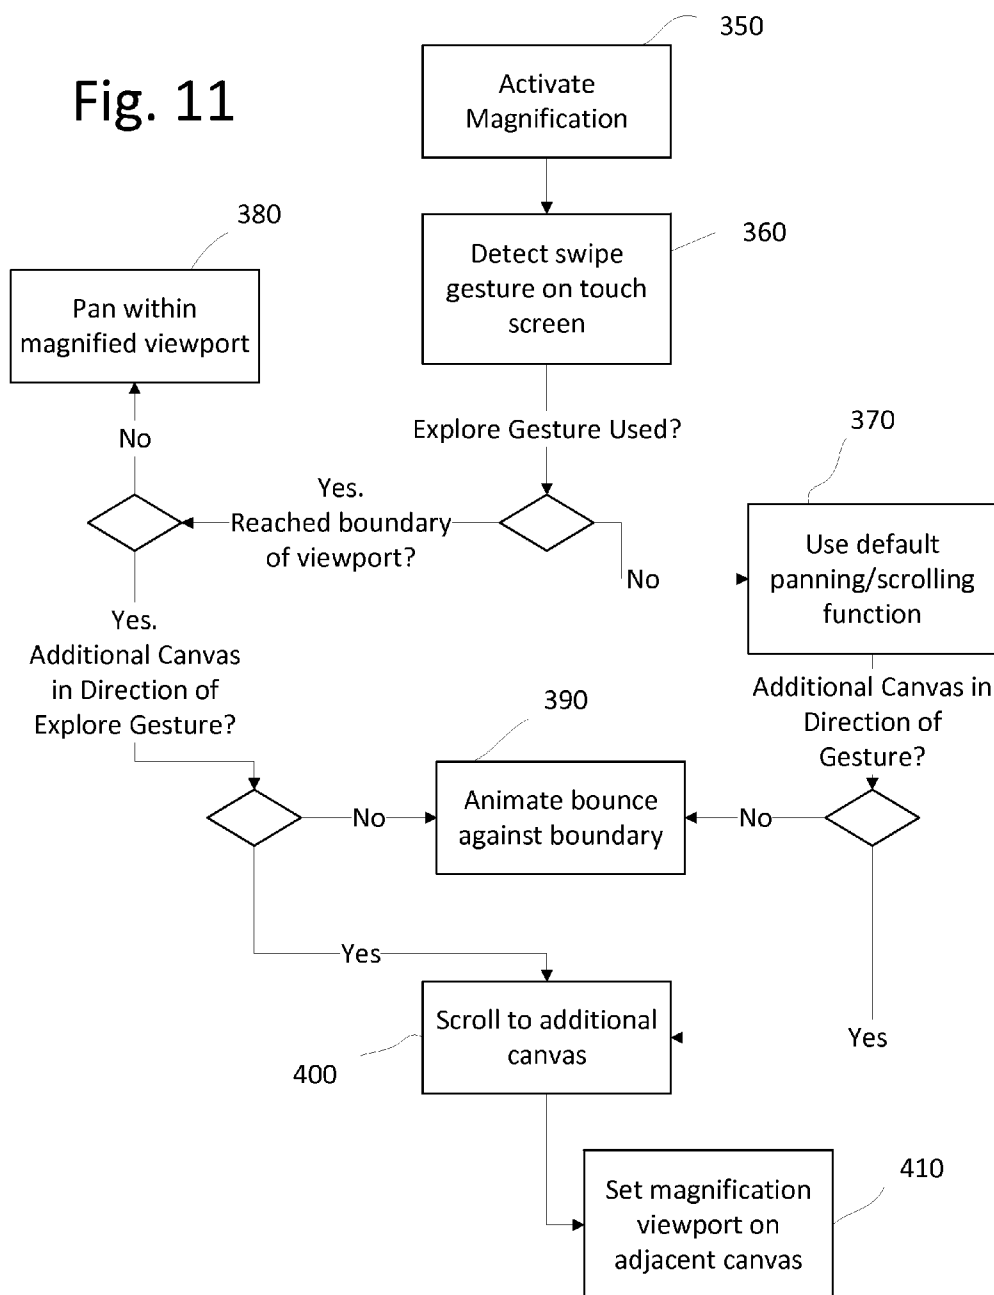 350
Fig. 11
Activate
Magnification
380
360
Detect swipe
gesture on touch
screen
Pan within
magnified viewport
370
Explore Gesture Used?
No
Yes.
Reached boundary
of viewport?
No
Use default
panning/scrolling
function
Yes.
Additional Canvas
in Direction of
Explore Gesture?
390
Additional Canvas in
Direction of
Gesture?
No
Animate bounce
against boundary
No
Yes
Scroll to additional
canvas
Yes
400
410
Set magnification
viewport on
adjacent canvas